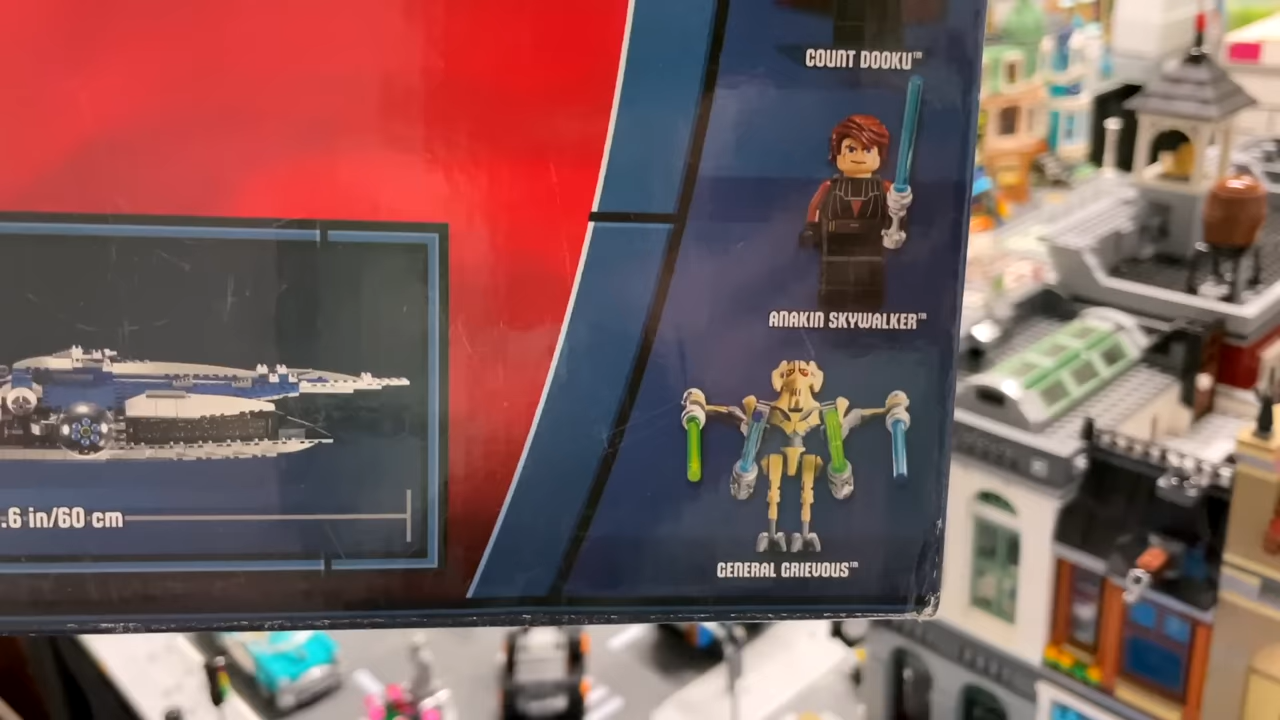 COUNT DOOKU™
ANAKIN SKYWALKER™
.6 in/60 cm
GENERAL GRIEVOUS™